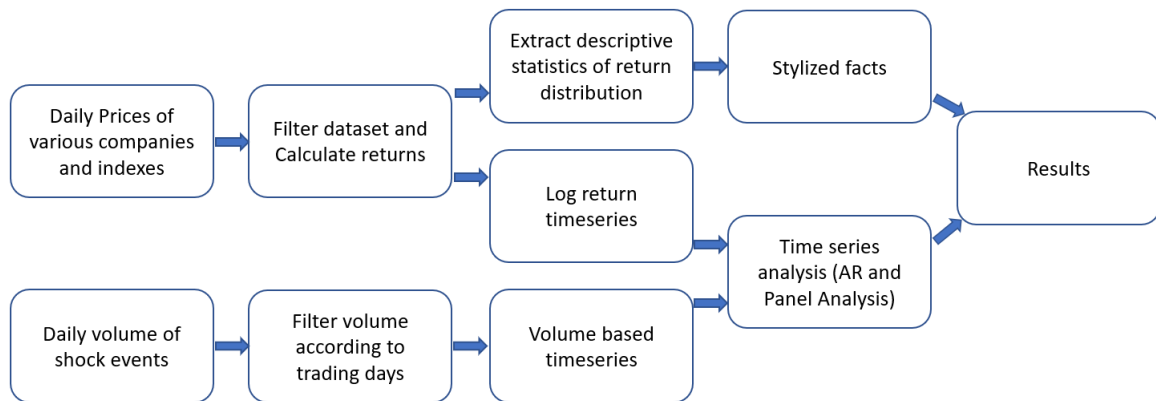 Daily Prices of
various companies
and indexes
Filter dataset and
Calculate returns
Extract descriptive
statistics of return
distribution
Stylized facts
Log return
timeseries
Results
Time series
analysis (AR and
Panel Analysis)
Daily volume of
shock events
Filter volume
according to
trading days
Volume based
timeseries